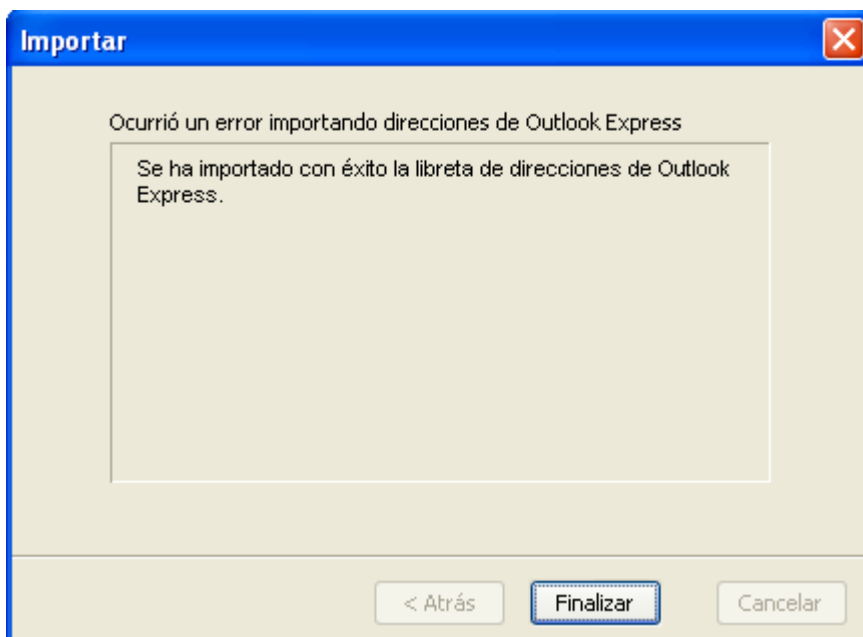 Importar
Ocurrió un error importando direcciones de Outlook Express
Se ha importado con éxito la libreta de direcciones de Outlook
Express.
< Atrás
Finalizar
Cancelar